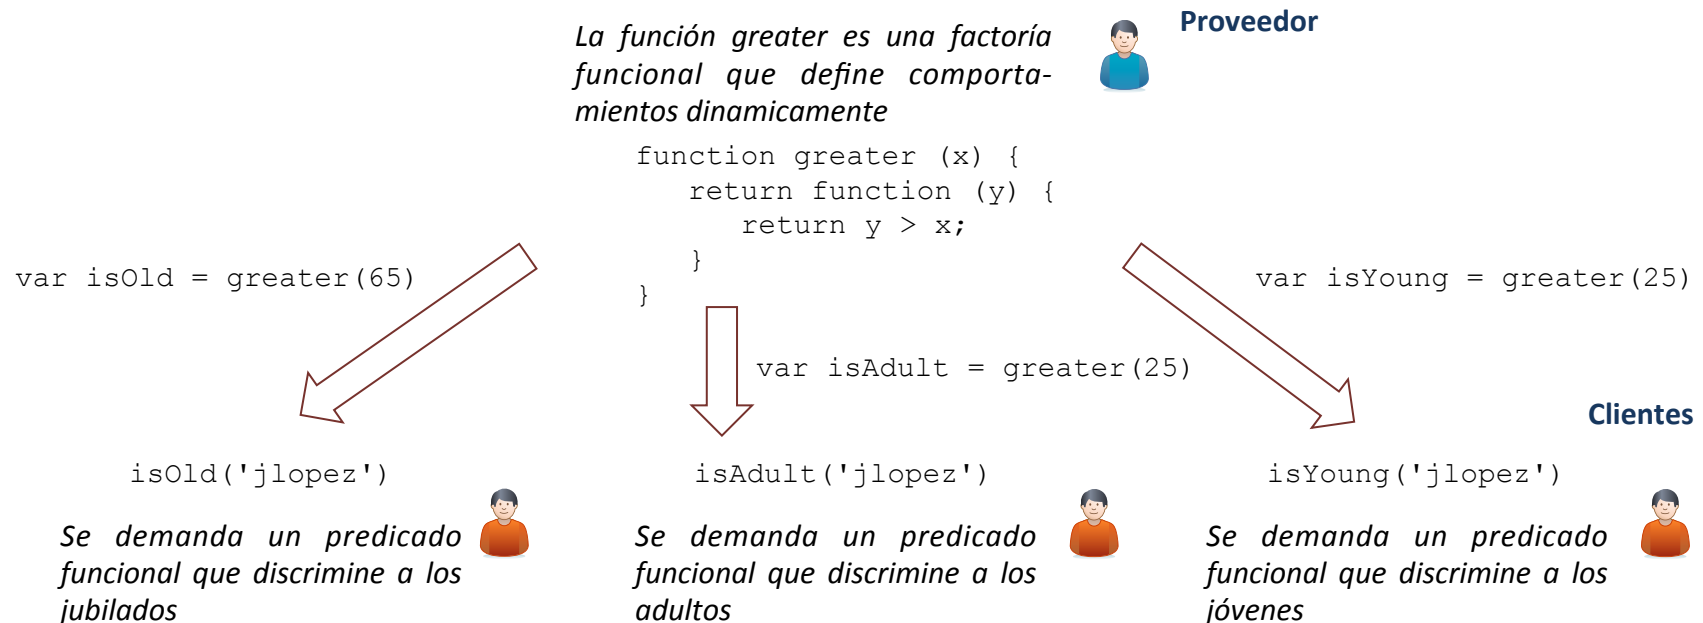 Proveedor
La función greater es una factoría
funcional que define comporta-
mientos dinamicamente
function greater (x) {
return function (y) {
return y > x;
}
}
var isOld = greater(65)
var isYoung = greater(25)
var isAdult = greater(25)
Clientes
isOld('jlopez')
isAdult('jlopez')
isYoung('jlopez')
Se demanda un predicado
funcional que discrimine a los
jubilados
Se demanda un predicado
funcional que discrimine a los
adultos
Se demanda un predicado
funcional que discrimine a los
jóvenes